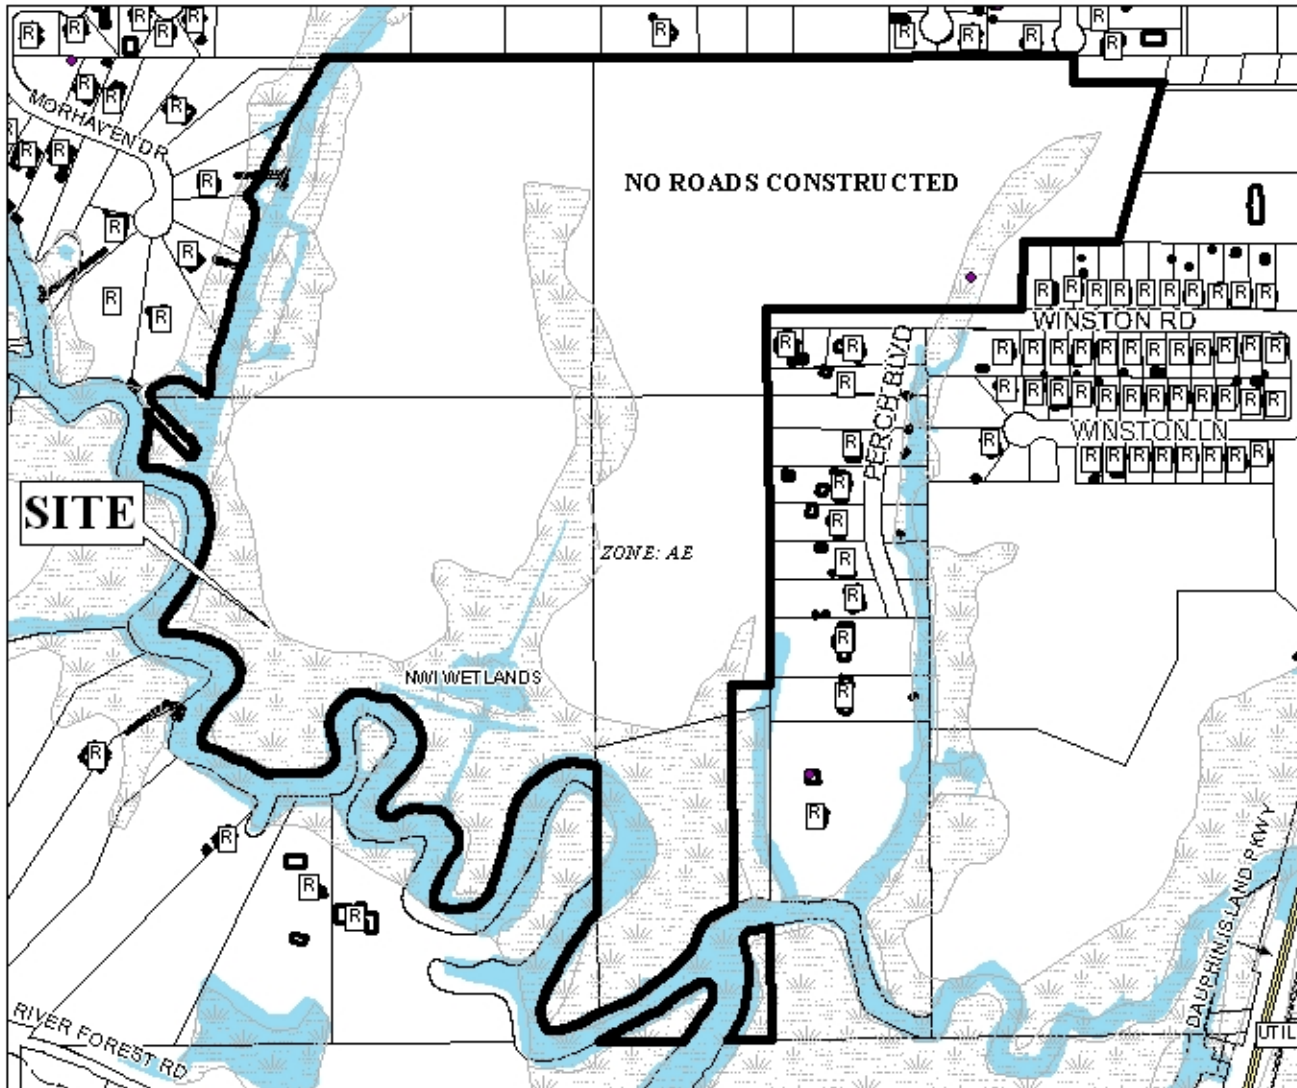 MORHAVEN DR
NO ROADS CONSTRUCTED
WINSTON RD
PERCH BLVD
WINSTON LN
SITE
ZONE: AE
NWI WETLANDS
DAUPHIN ISLAND PKWY
RIVER FOREST RD
UTIL